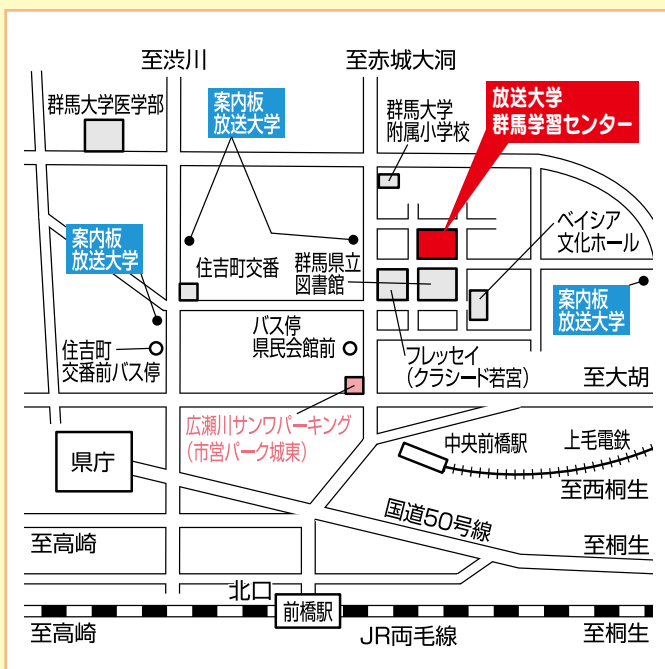 至渋川
至赤城大洞
群馬大学医学部
案内板
放送大学
群馬大学
附属小学校
放送大学
群馬学習センター
案内板
放送大学
住吉町交番
群馬県立
図書館
ベイシア
文化ホール
案内板
放送大学
住吉町
交番前バス停
バス停
県民会館前
フレッセイ
（クラシード若宮）
至大胡
広瀬川サンワパーキング
（市営パーク城東）
県庁
中央前橋駅
上毛電鉄
至西桐生
国道50号線
至高崎
至桐生
北口
前橋駅
至高崎
JR両毛線
至桐生